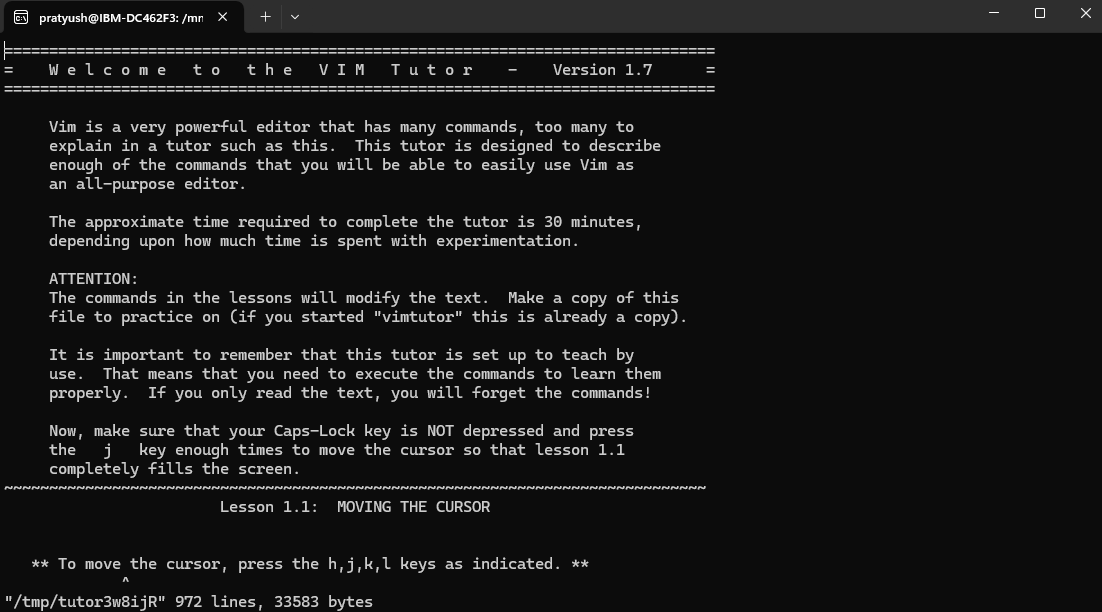 pratyush@IBM-DC462F3: /mn
===============================================================================
=    W e l c o m e   t o   t h e   V I M   T u t o r    -    Version 1.7      =
===============================================================================
     Vim is a very powerful editor that has many commands, too many to
     explain in a tutor such as this.  This tutor is designed to describe
     enough of the commands that you will be able to easily use Vim as
     an all-purpose editor.
     The approximate time required to complete the tutor is 30 minutes,
     depending upon how much time is spent with experimentation.
     ATTENTION:
     The commands in the lessons will modify the text.  Make a copy of this
     file to practice on (if you started "vimtutor" this is already a copy).
     It is important to remember that this tutor is set up to teach by
     use.  That means that you need to execute the commands to learn them
     properly.  If you only read the text, you will forget the commands!
     Now, make sure that your Caps-Lock key is NOT depressed and press
     the   j   key enough times to move the cursor so that lesson 1.1
     completely fills the screen.
~~~~~~~~~~~~~~~~~~~~~~~~~~~~~~~~~~~~~~~~~~~~~~~~~~~~~~~~~~~~~~~~~~~~~~~~~~~~~~
                        Lesson 1.1:  MOVING THE CURSOR
   ** To move the cursor, press the h,j,k,l keys as indicated. **
             ^
"/tmp/tutor3w8ijR" 972 lines, 33583 bytes